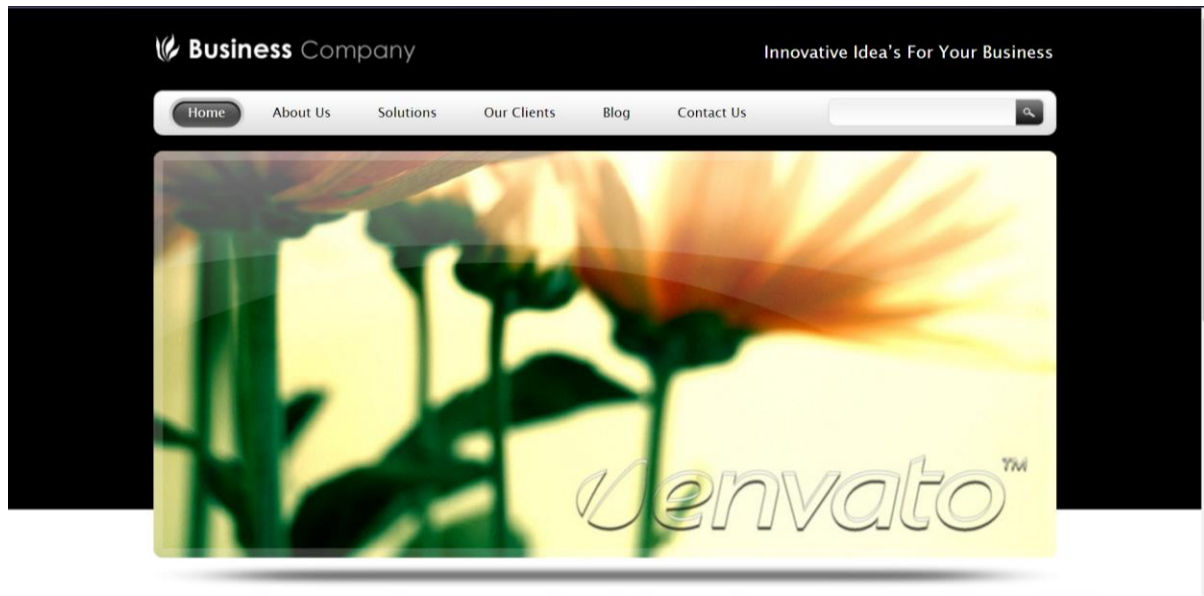 Business Company
Innovative Idea's For Your Business
Home About Us Solutions Our Clients Blog Contact Us
envato™